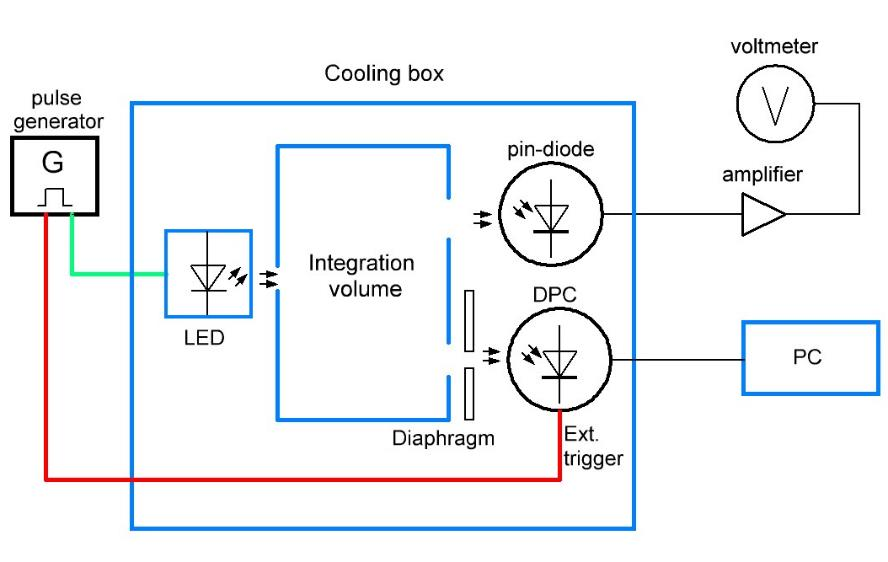 voltmeter
V
Cooling box
pulse
generator
G
pin-diode
amplifier
Integration
volume
LED
DPC
PC
Diaphragm
Ext.
trigger